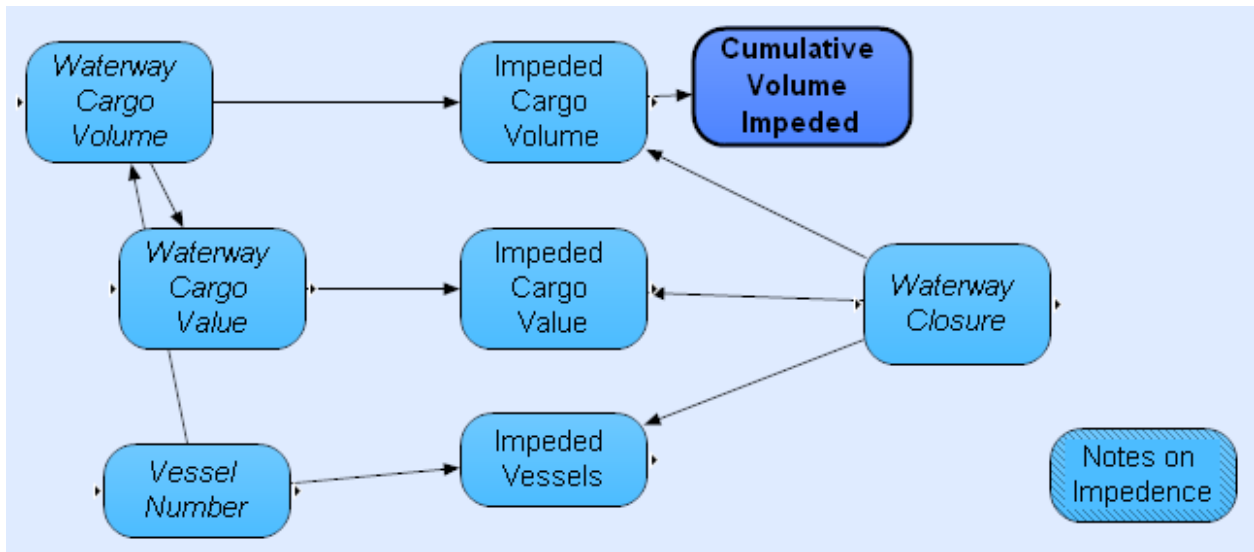 Waterway
Cargo
Volume
Impeded
Cargo
Volume
Cumulative
Volume
Impeded
Waterway
Cargo
Value
Impeded
Cargo
Value
Waterway
Closure
Vessel
Number
Impeded
Vessels
Notes on
Impedence